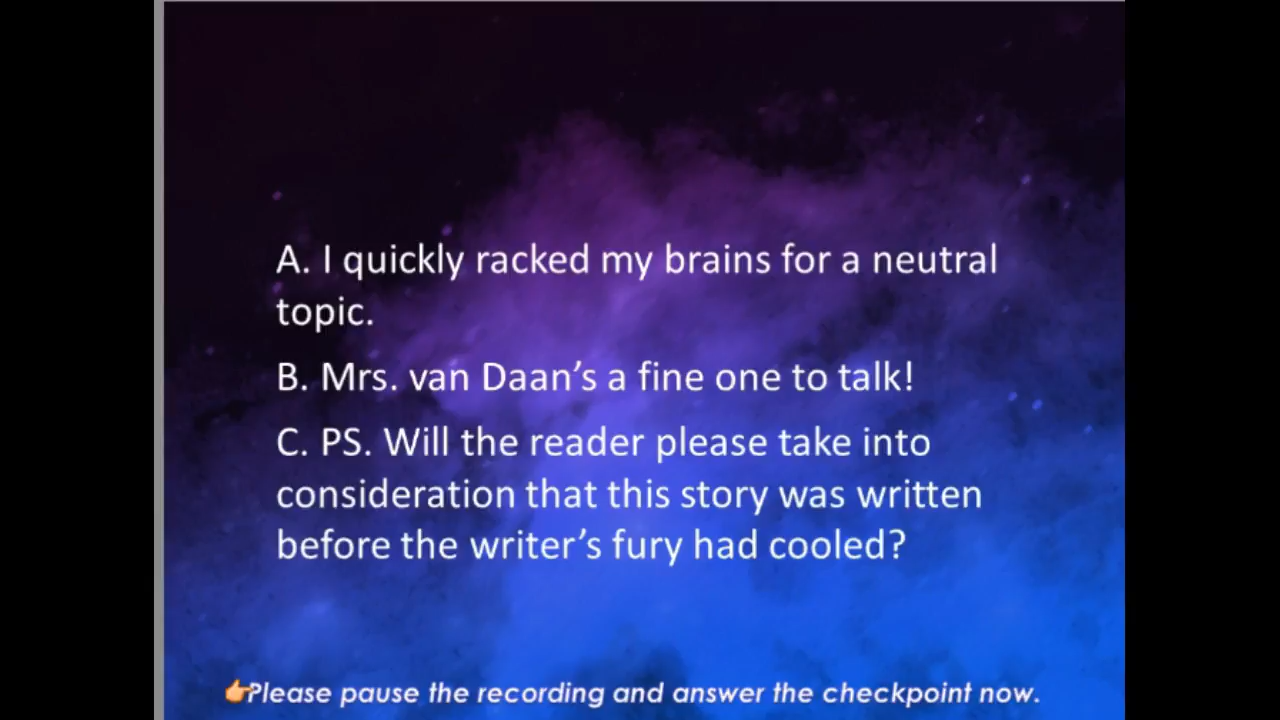 A. I quickly racked my brains for a neutral
topic.
B. Mrs. van Daan’s a fine one to talk!
C. PS. Will the reader please take into
consideration that this story was written
before the writer’s fury had cooled?
Please pause the recording and answer the checkpoint now.